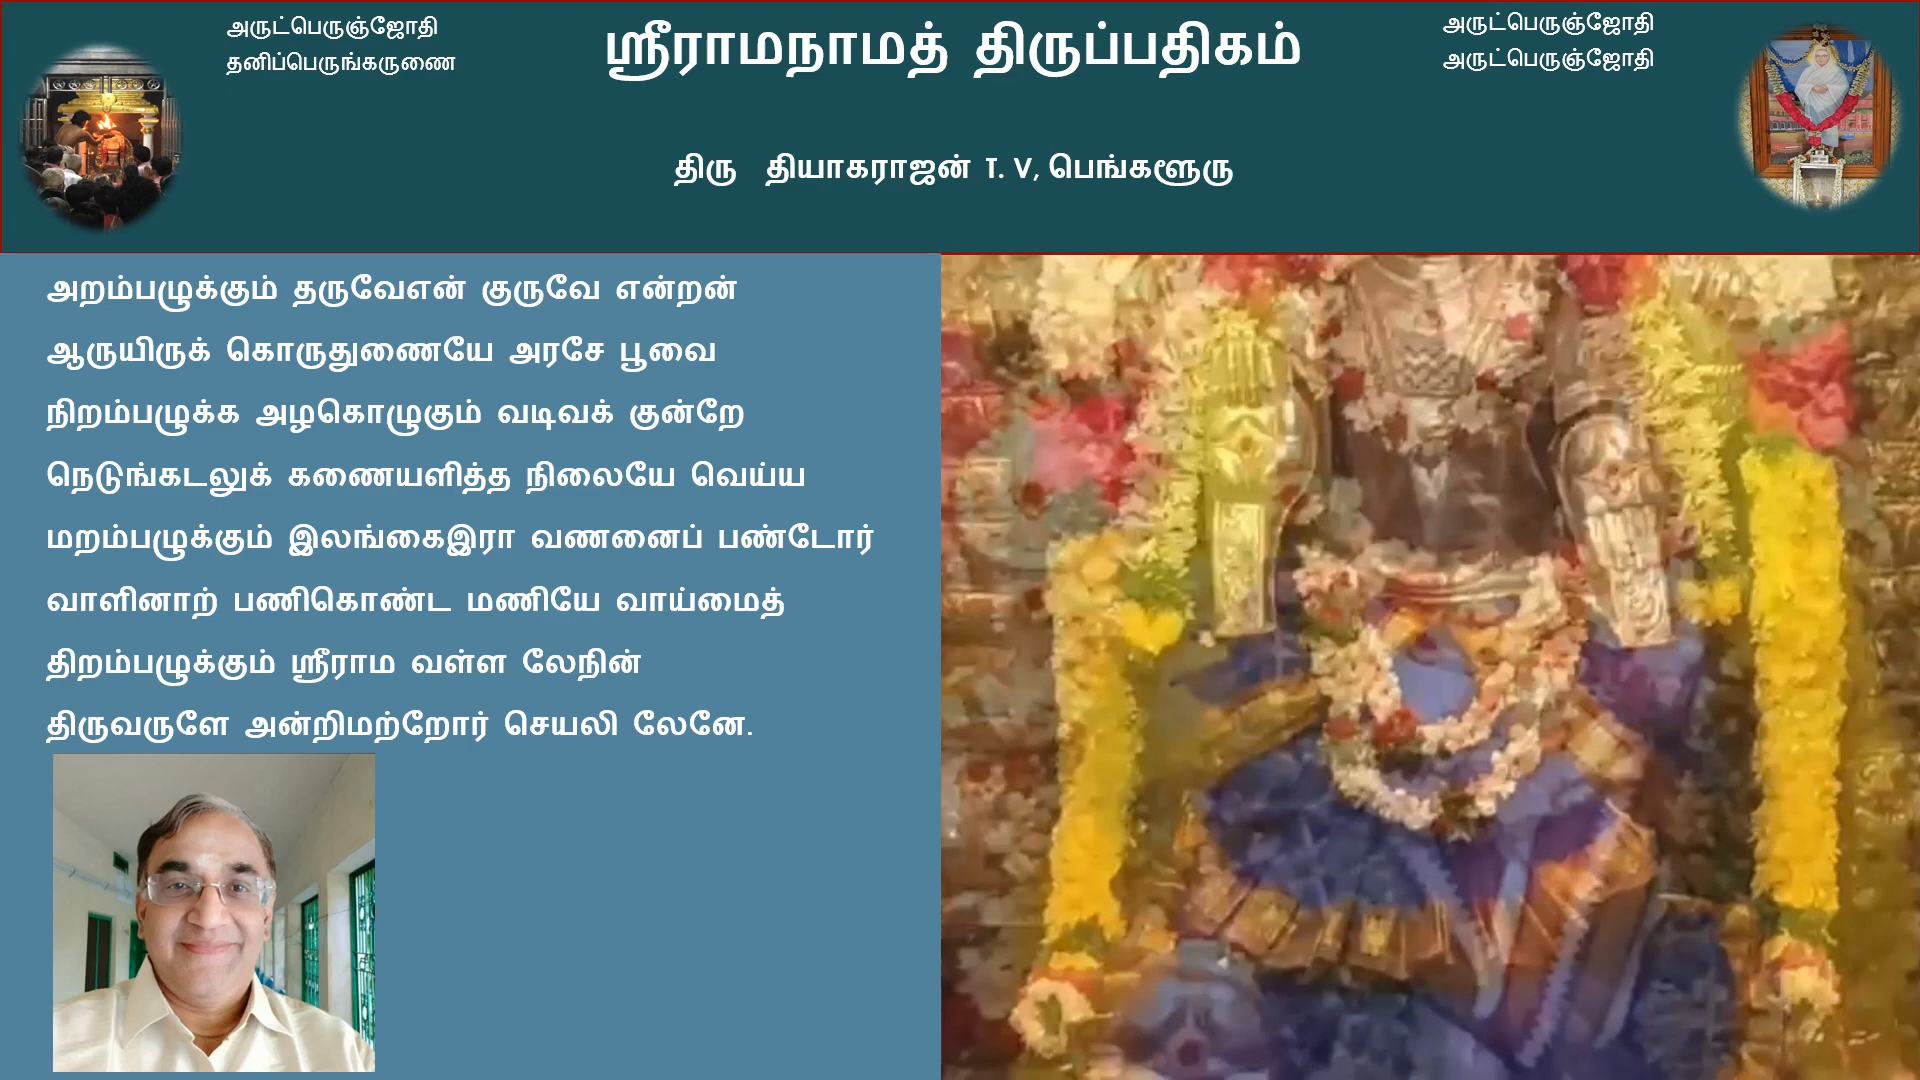 அருட்பெருஞ்ஜோதி
தனிப்பெருங்கருணை
ஸ்ரீராமநாமத் திருப்பதிகம்
அருட்பெருஞ்ஜோதி
அருட்பெருஞ்ஜோதி
திரு தியாகராஜன் T. V, பெங்களூரு
அறம்பழுக்கும் தருவேஎன் குருவே என்றன்
ஆருயிருக் கொருதுணையே அரசே பூவை
நிறம்பழுக்க அழகொழுகும் வடிவக் குன்றே
நெடுங்கடலுக் கணையளித்த நிலையே வெய்ய
மறம்பழுக்கும் இலங்கைஇரா வணனைப் பண்டோர்
வாளினாற் பணிகொண்ட மணியே வாய்மைத்
திறம்பழுக்கும் ஸ்ரீராம வள்ள லேநின்
திருவருளே அன்றிமற்றோர் செயலி லேனே.